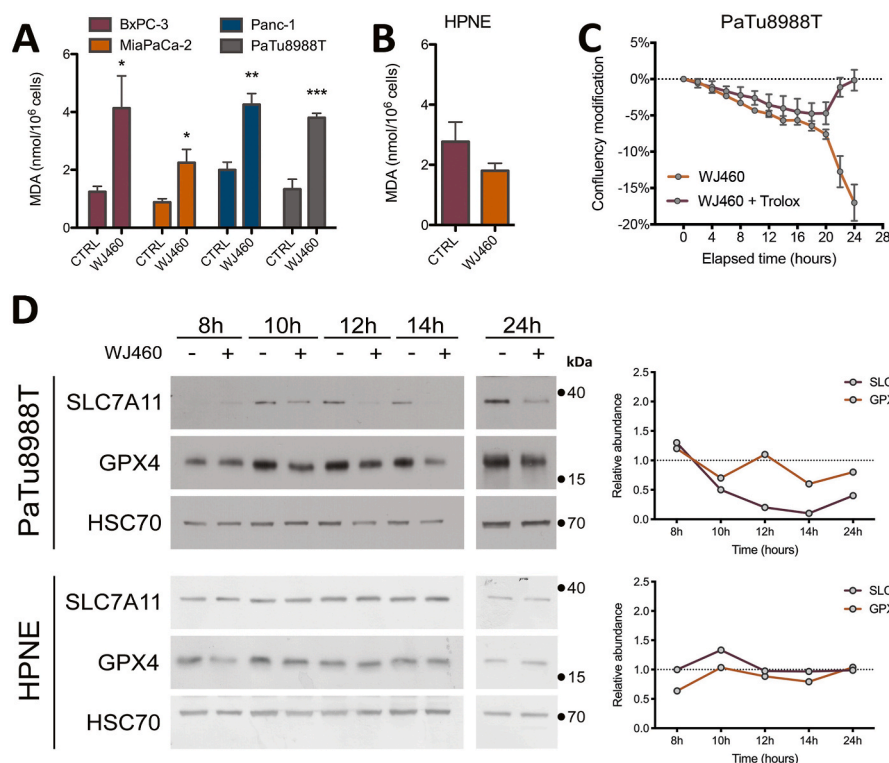 A
BxPC-3
MiaPaCa-2
Panc-1
PaTu8988T
MDA (nmol/10⁶ cells)
6
4
2
0
*
*
**
***
CTRL
WJ460
CTRL
WJ460
CTRL
WJ460
CTRL
WJ460
B
HPNE
MDA (nmol/10⁶ cells)
6
4
2
0
CTRL
WJ460
C
PaTu8988T
Confluency modification
5%
0%
-5%
-10%
-15%
-20%
WJ460
WJ460 + Trolox
0 4 8 12 16 20 24 28
Elapsed time (hours)
D
8h 10h 12h 14h 24h
WJ460 - + - + - + - + - +
kDa
PaTu8988T
SLC7A11
40
GPX4
15
HSC70
70
HPNE
SLC7A11
40
GPX4
15
HSC70
70
Relative abundance
2.5
2.0
1.5
1.0
0.5
0.0
SLC
GPX
8h 10h 12h 14h 24h
Time (hours)
Relative abundance
2.5
2.0
1.5
1.0
0.5
0.0
SLC
GPX
8h 10h 12h 14h 24h
Time (hours)